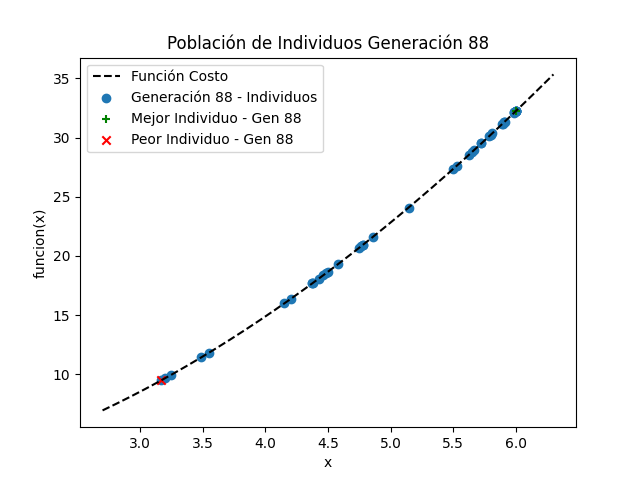 Población de Individuos Generación 88
Función Costo
Generación 88 - Individuos
Mejor Individuo - Gen 88
Peor Individuo - Gen 88
funcion(x)
35
30
25
20
15
10
3.0 3.5 4.0 4.5 5.0 5.5 6.0
x